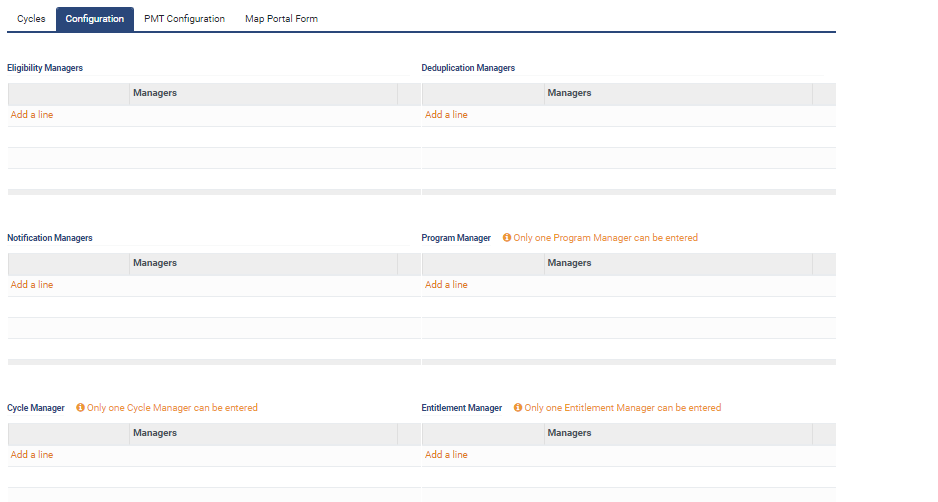 Cycles Configuration PMT Configuration Map Portal Form
Eligibility Managers Deduplication Managers
Managers Managers
Add a line Add a line
Notification Managers Program Manager Only one Program Manager can be entered
Managers Managers
Add a line Add a line
Cycle Manager Only one Cycle Manager can be entered Entitlement Manager Only one Entitlement Manager can be entered
Managers Managers
Add a line Add a line